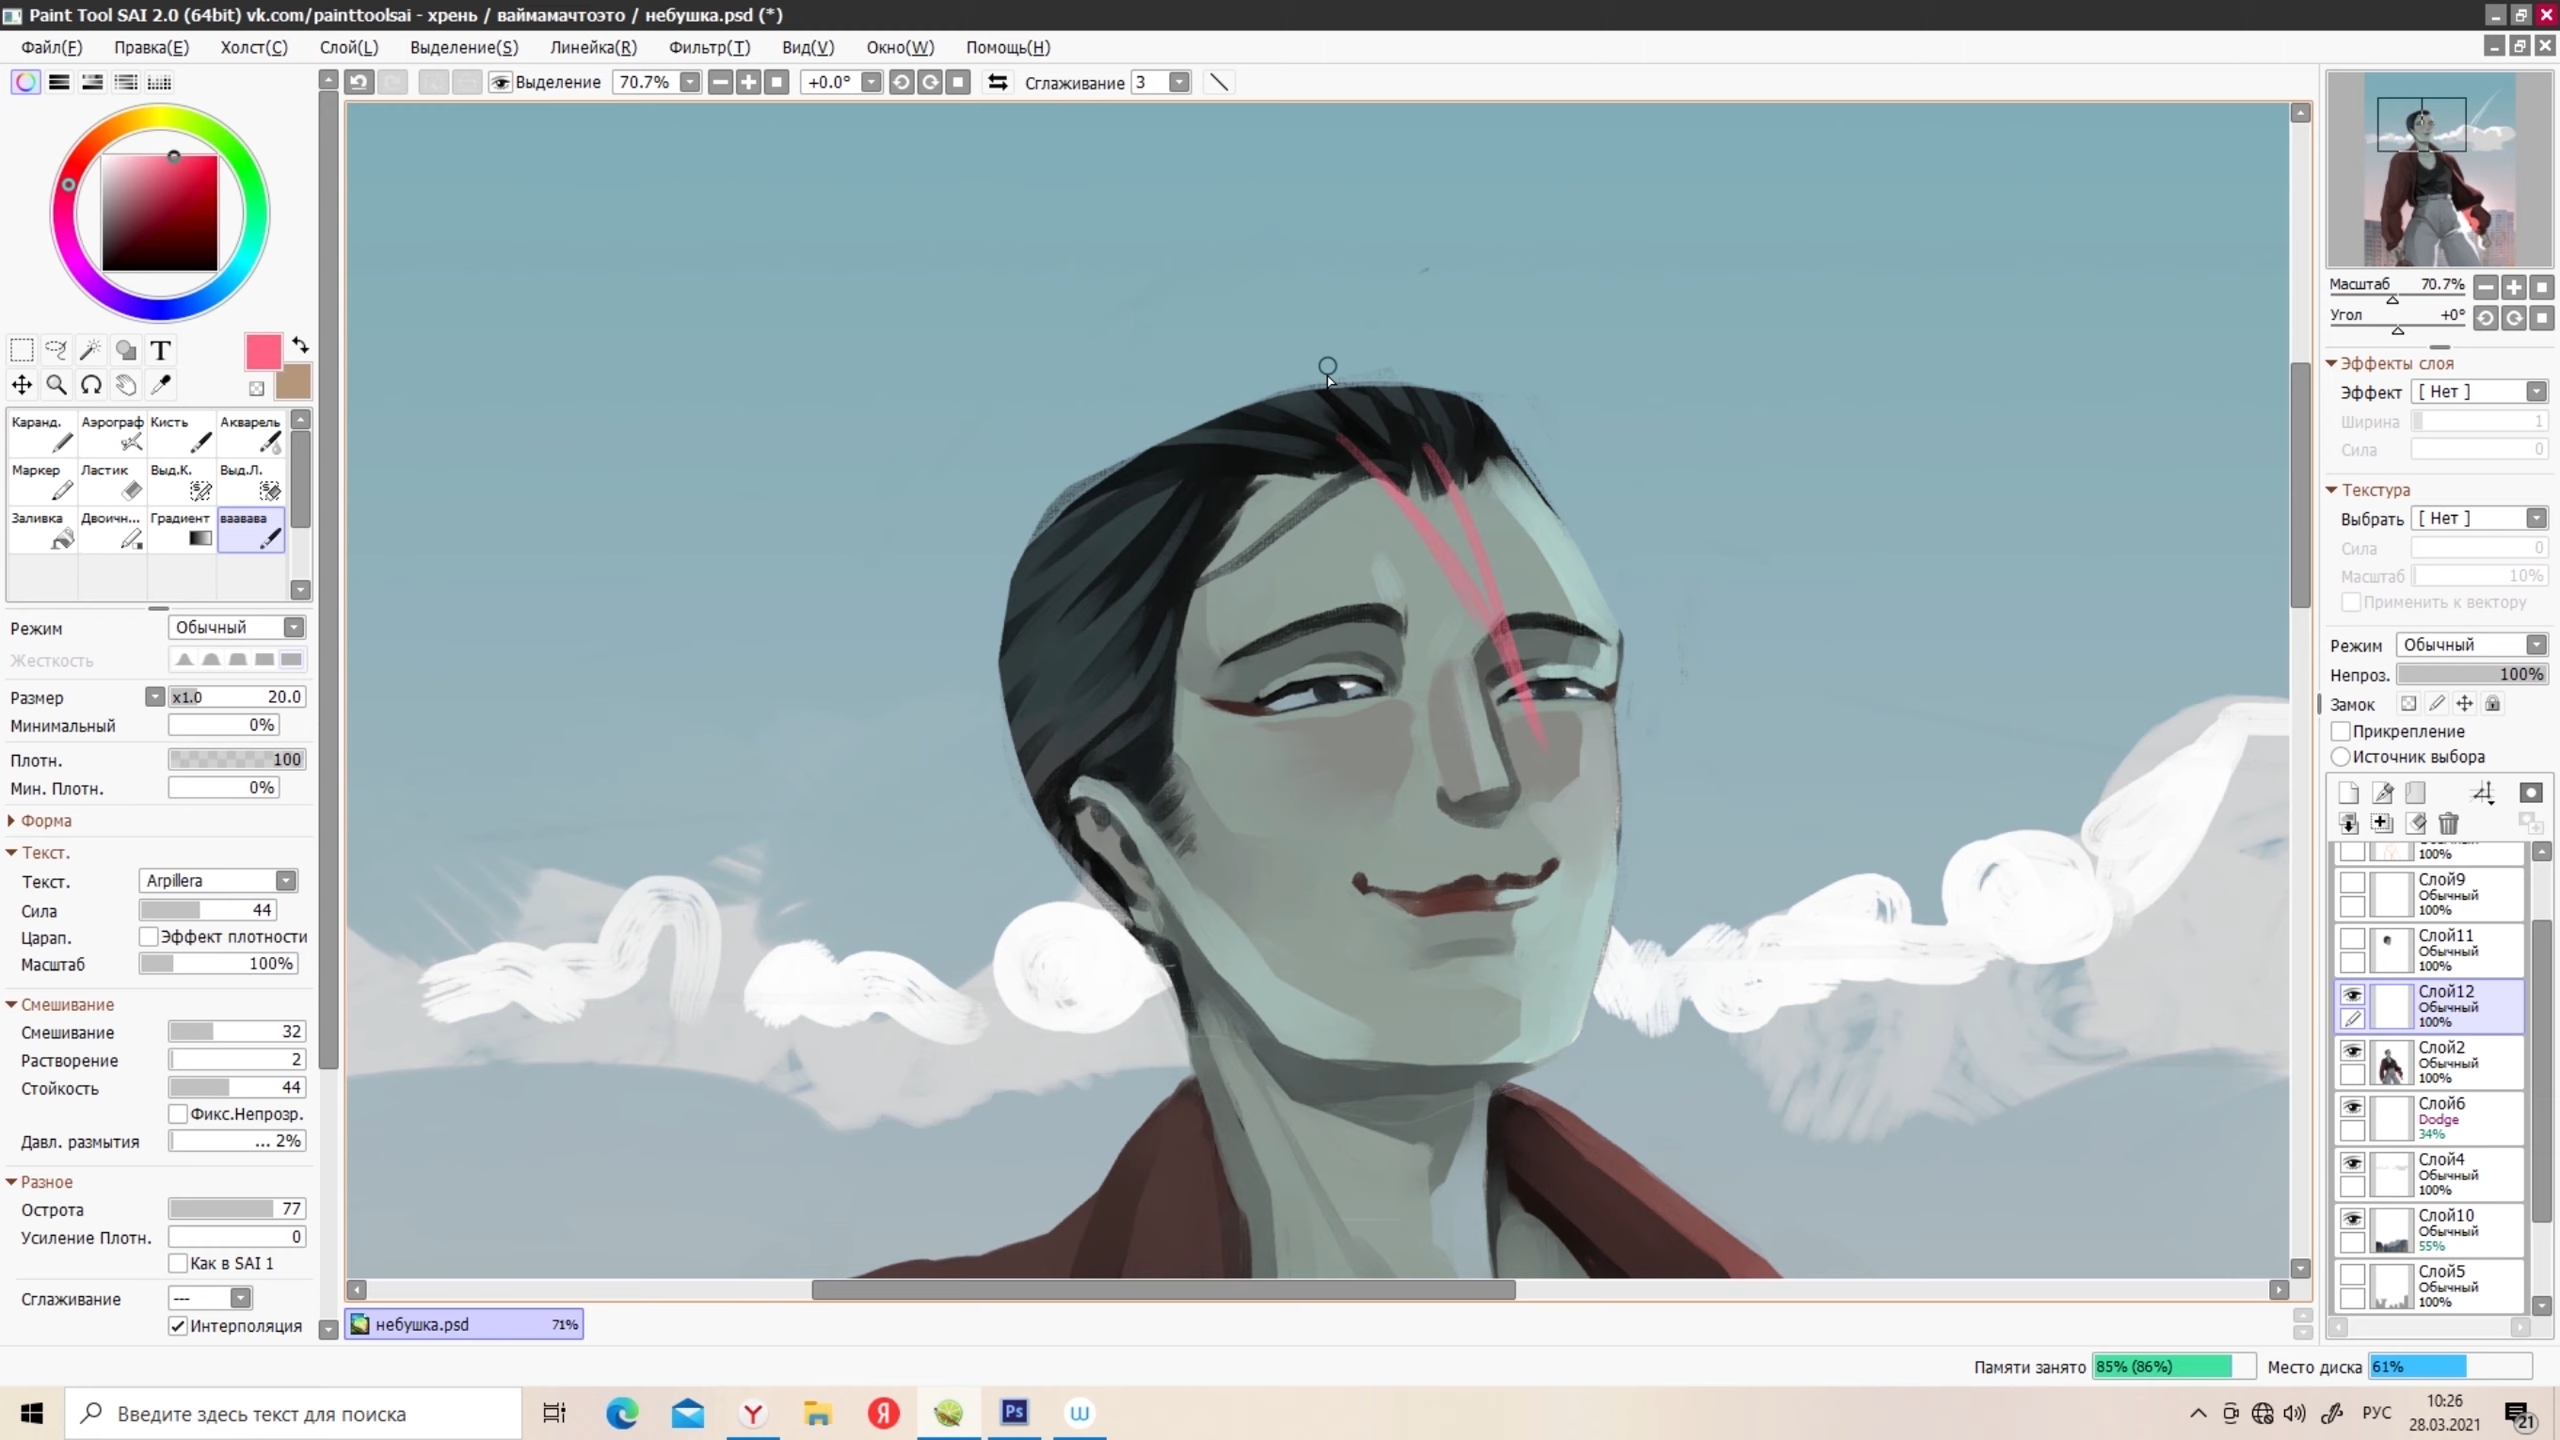 Paint Tool SAI 2.0 (64bit) vk.com/painttoolsai - хрень / ваймамачтоэто / небушка.psd (*)
Файл(F) Правка(E) Холст(C) Слой(L) Выделение(S) Линейка(R) Фильтр(T) Вид(V) Окно(W) Помощь(H)
Выделение 70.7% +0.0° Сглаживание 3
T
Каранд. Аэрограф Кисть Акварель
Маркер Ластик Выд.К. Выд.Л.
Заливка Двоичн... Градиент ваавава
Режим Обычный
Жесткость
Размер x1.0 20.0
Минимальный 0%
Плотн. 100
Мин. Плотн. 0%
Форма
Текст.
Текст. Arpillera
Сила 44
Царап. Эффект плотности
Масштаб 100%
Смешивание
Смешивание 32
Растворение 2
Стойкость 44
Фикс.Непрозр.
Давл. размытия ... 2%
Разное
Острота 77
Усиление Плотн. 0
Как в SAI 1
Сглаживание ---
Интерполяция
небушка.psd 71%
Масштаб 70.7%
Угол +0°
Эффекты слоя
Эффект [ Нет ]
Ширина 1
Сила 0
Текстура
Выбрать [ Нет ]
Сила 0
Масштаб 10%
Применить к вектору
Режим Обычный
Непроз. 100%
Замок
Прикрепление
Источник выбора
100%
Слой9
Обычный
100%
Слой11
Обычный
100%
Слой12
Обычный
100%
Слой2
Обычный
100%
Слой6
Dodge
34%
Слой4
Обычный
100%
Слой10
Обычный
55%
Слой5
Обычный
100%
Памяти занято 85% (86%) Место диска 61%
Введите здесь текст для поиска
Y
Я
Ps
РУС
10:26
28.03.2021
21